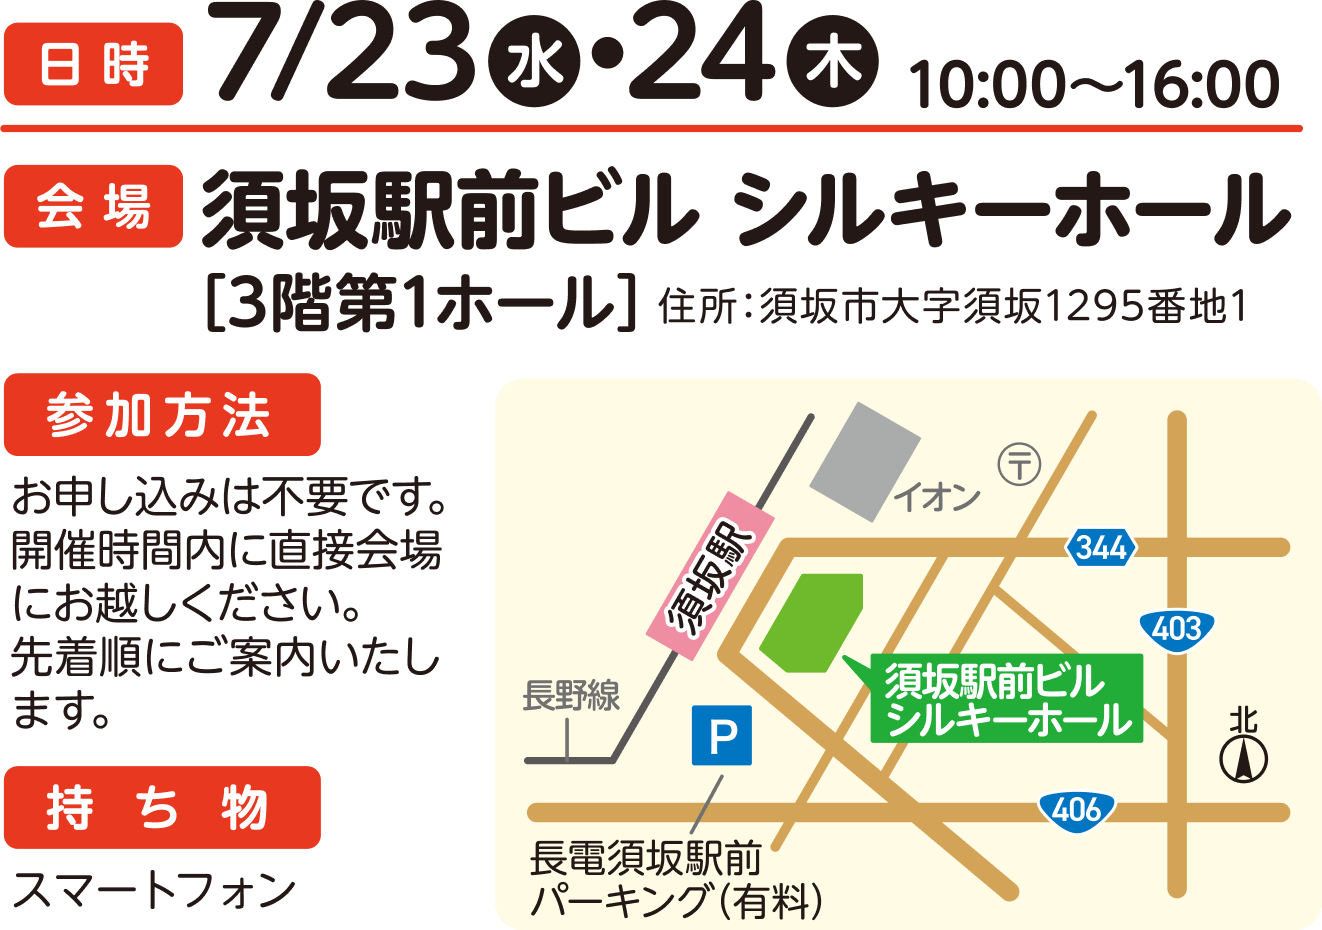 日時 7/23水・24木 10:00〜16:00
会場 須坂駅前ビル シルキーホール
[3階第1ホール] 住所：須坂市大字須坂1295番地1
参加方法
お申し込みは不要です。
開催時間内に直接会場
にお越しください。
先着順にご案内いたし
ます。
持ち物
スマートフォン
イオン
〒
須坂駅
344
403
須坂駅前ビル
シルキーホール
長野線
P
北
406
長電須坂駅前
パーキング（有料）